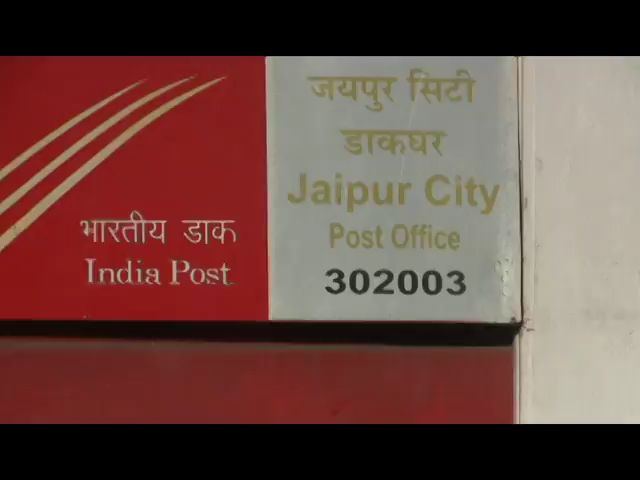 भारतीय डाक
India Post
जयपुर सिटी
डाकघर
Jaipur City
Post Office
302003